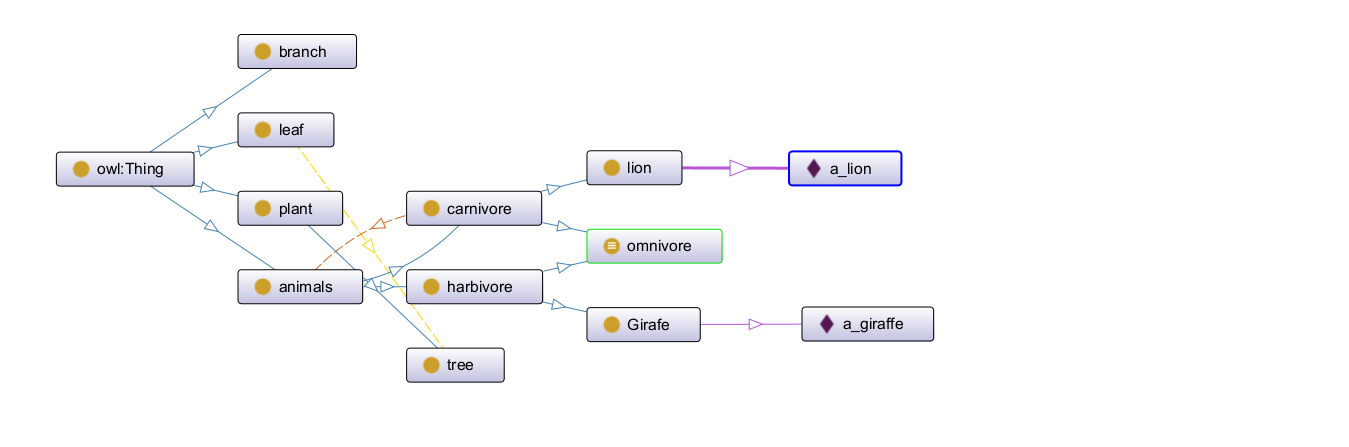 branch
leaf
owl:Thing
lion
a_lion
plant
carnivore
omnivore
animals
harbivore
Girafe
a_giraffe
tree